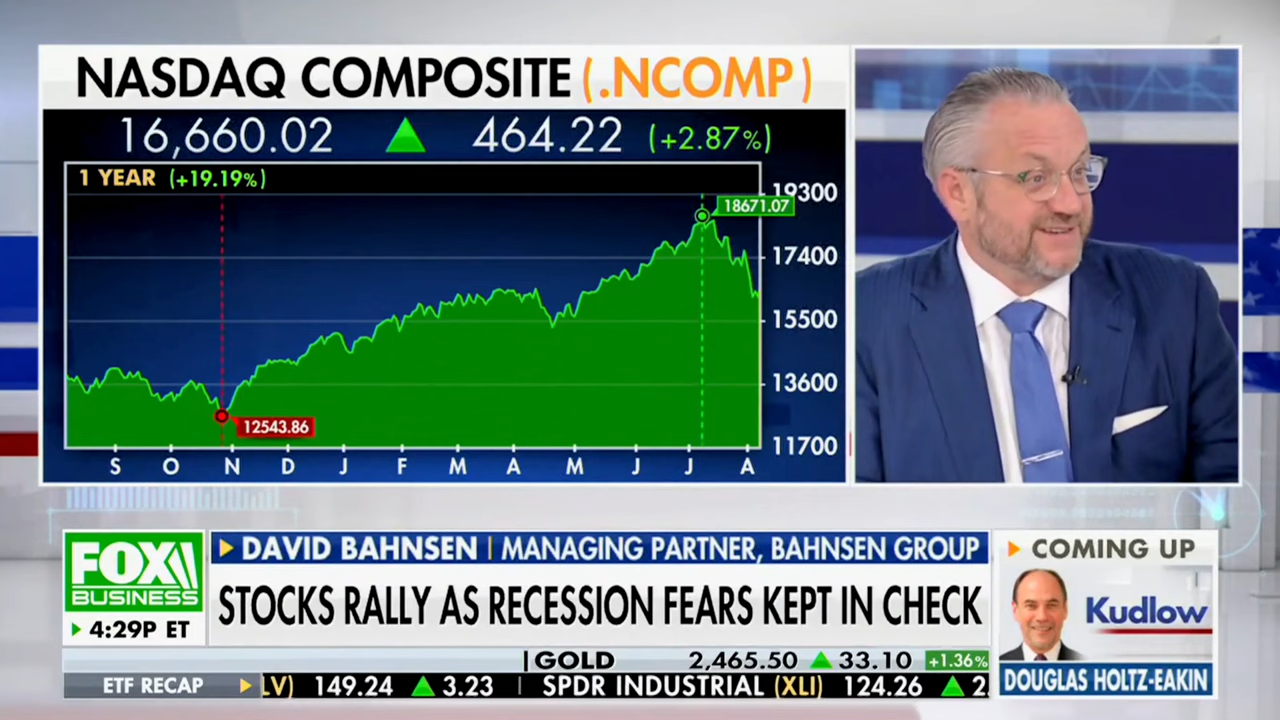 NASDAQ COMPOSITE (.NCOMP)
16,660.02 ▲ 464.22 (+2.87%)
1 YEAR (+19.19%)
19300
18671.07
17400
15500
13600
12543.86
11700
S O N D J F M A M J J A
FOX BUSINESS
4:29P ET
DAVID BAHNSEN | MANAGING PARTNER, BAHNSEN GROUP
STOCKS RALLY AS RECESSION FEARS KEPT IN CHECK
COMING UP
Kudlow
DOUGLAS HOLTZ-EAKIN
GOLD 2,465.50 ▲ 33.10 +1.36%
ETF RECAP LV) 149.24 ▲ 3.23 | SPDR INDUSTRIAL (XLI) 124.26 ▲ 2.